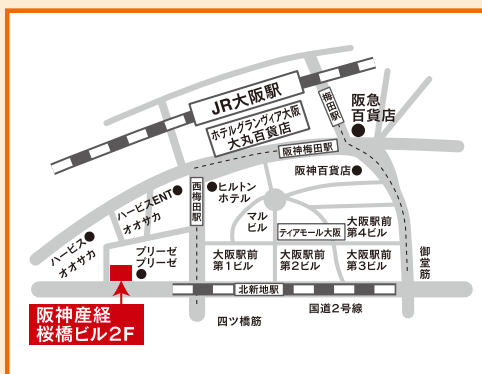 JR大阪駅
ホテルグランヴィア大阪
大丸百貨店
梅田駅
阪急
百貨店
阪神梅田駅
阪神百貨店
西梅田駅
ヒルトン
ホテル
ハービスENT
オオサカ
ハービス
オオサカ
マル
ビル
ティアモール大阪
大阪駅前
第4ビル
ブリーゼ
ブリーゼ
大阪駅前
第1ビル
大阪駅前
第2ビル
大阪駅前
第3ビル
御堂筋
北新地駅
国道2号線
四ツ橋筋
阪神産経
桜橋ビル2F